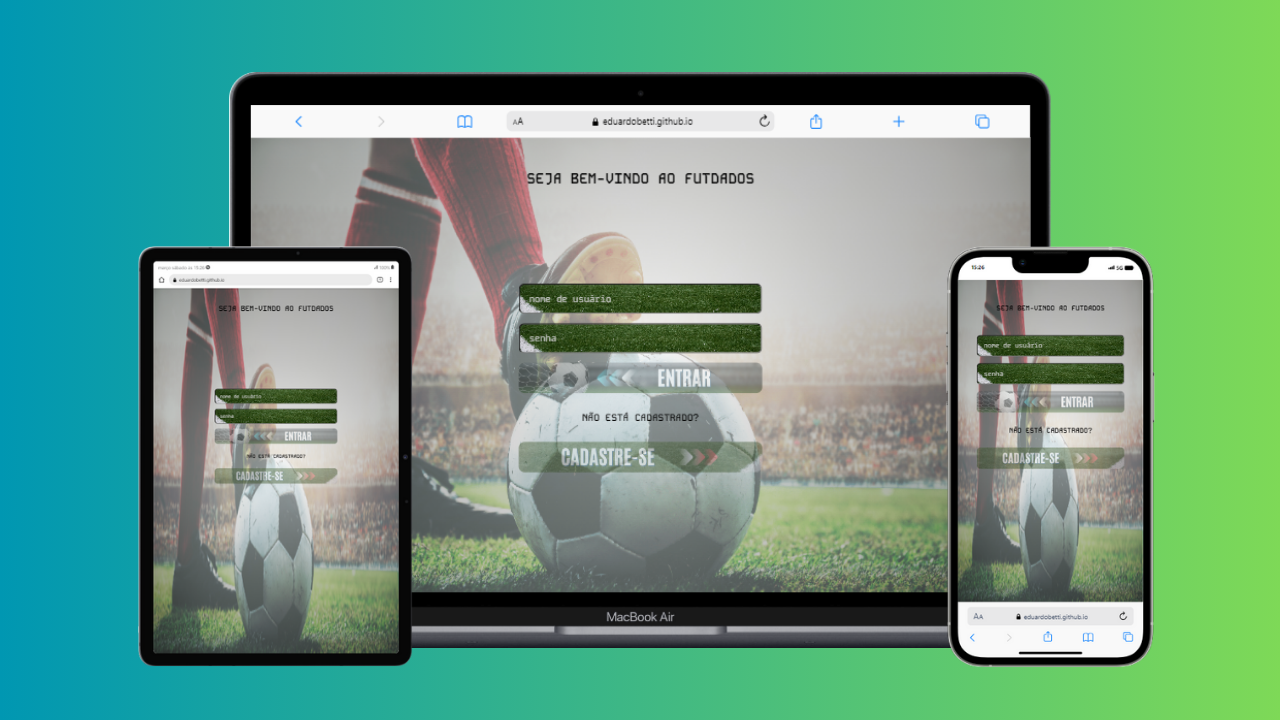 AA eduardobetti.github.io
SEJA BEM-VINDO AO FUTDADOS
nome de usuário
senha
ENTRAR
NÃO ESTÁ CADASTRADO?
CADASTRE-SE
MacBook Air
100%
eduardobetti.github.io
SEJA BEM-VINDO AO FUTDADOS
nome de usuário
senha
ENTRAR
NÃO ESTÁ CADASTRADO?
CADASTRE-SE
15:26 5G
SEJA BEM-VINDO AO FUTDADOS
nome de usuário
senha
ENTRAR
NÃO ESTÁ CADASTRADO?
CADASTRE-SE
AA eduardobetti.github.io